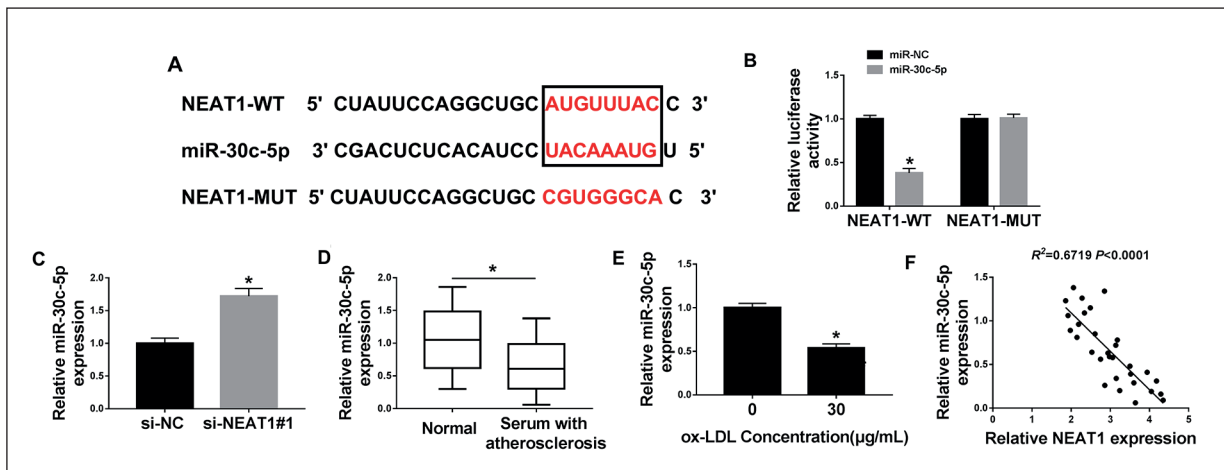 A
NEAT1-WT 5' CUAUUCCAGGCUGC AUGUUUAC C 3'
miR-30c-5p 3' CGACUCUCACAUCC UACAAAUG U 5'
NEAT1-MUT 5' CUAUUCCAGGCUGC CGUGGGCA C 3'
B
miR-NC
miR-30c-5p
Relative luciferase
activity
1.5
1.0
0.5
0.0
*
NEAT1-WT NEAT1-MUT
C
Relative miR-30c-5p
expression
2.0
1.5
1.0
0.5
0.0
*
si-NC si-NEAT1#1
D
Relative miR-30c-5p
expression
2.0
1.5
1.0
0.5
0.0
*
Normal Serum with
atherosclerosis
E
Relative miR-30c-5p
expression
1.5
1.0
0.5
0.0
*
0 30
ox-LDL Concentration(μg/mL)
F
R²=0.6719 P<0.0001
Relative miR-30c-5p
expression
1.5
1.0
0.5
0.0
0 1 2 3 4 5
Relative NEAT1 expression